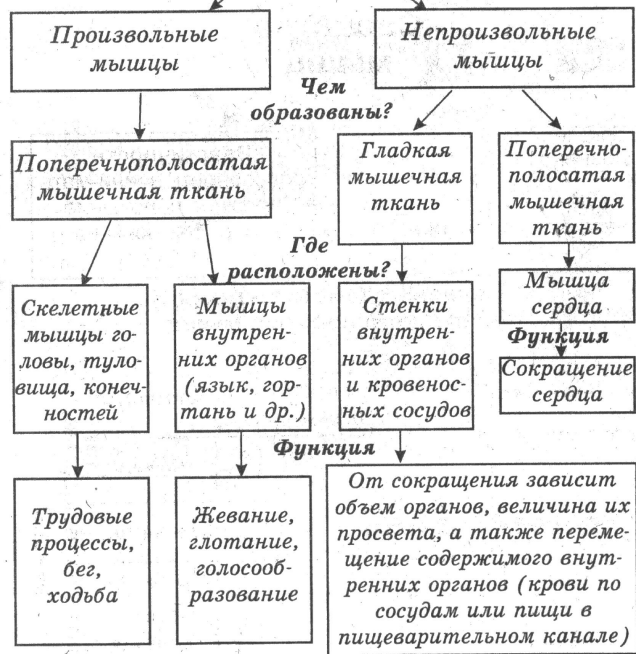 Произвольные
мышцы
Непроизвольные
мышцы
Чем
образованы?
Поперечнополосатая
мышечная ткань
Гладкая
мышечная
ткань
Поперечно-
полосатая
мышечная
ткань
Где
расположены?
Скелетные
мышцы го-
ловы, туло-
вища, конеч-
ностей
Мышцы
внутрен-
них органов
(язык, гор-
тань и др.)
Стенки
внутрен-
них органов
и кровенос-
ных сосудов
Мышца
сердца
Функция
Сокращение
сердца
Функция
Трудовые
процессы,
бег,
ходьба
Жевание,
глотание,
голосооб-
разование
От сокращения зависит
объем органов, величина их
просвета, а также переме-
щение содержимого внут-
ренних органов (крови по
сосудам или пищи в
пищеварительном канале)